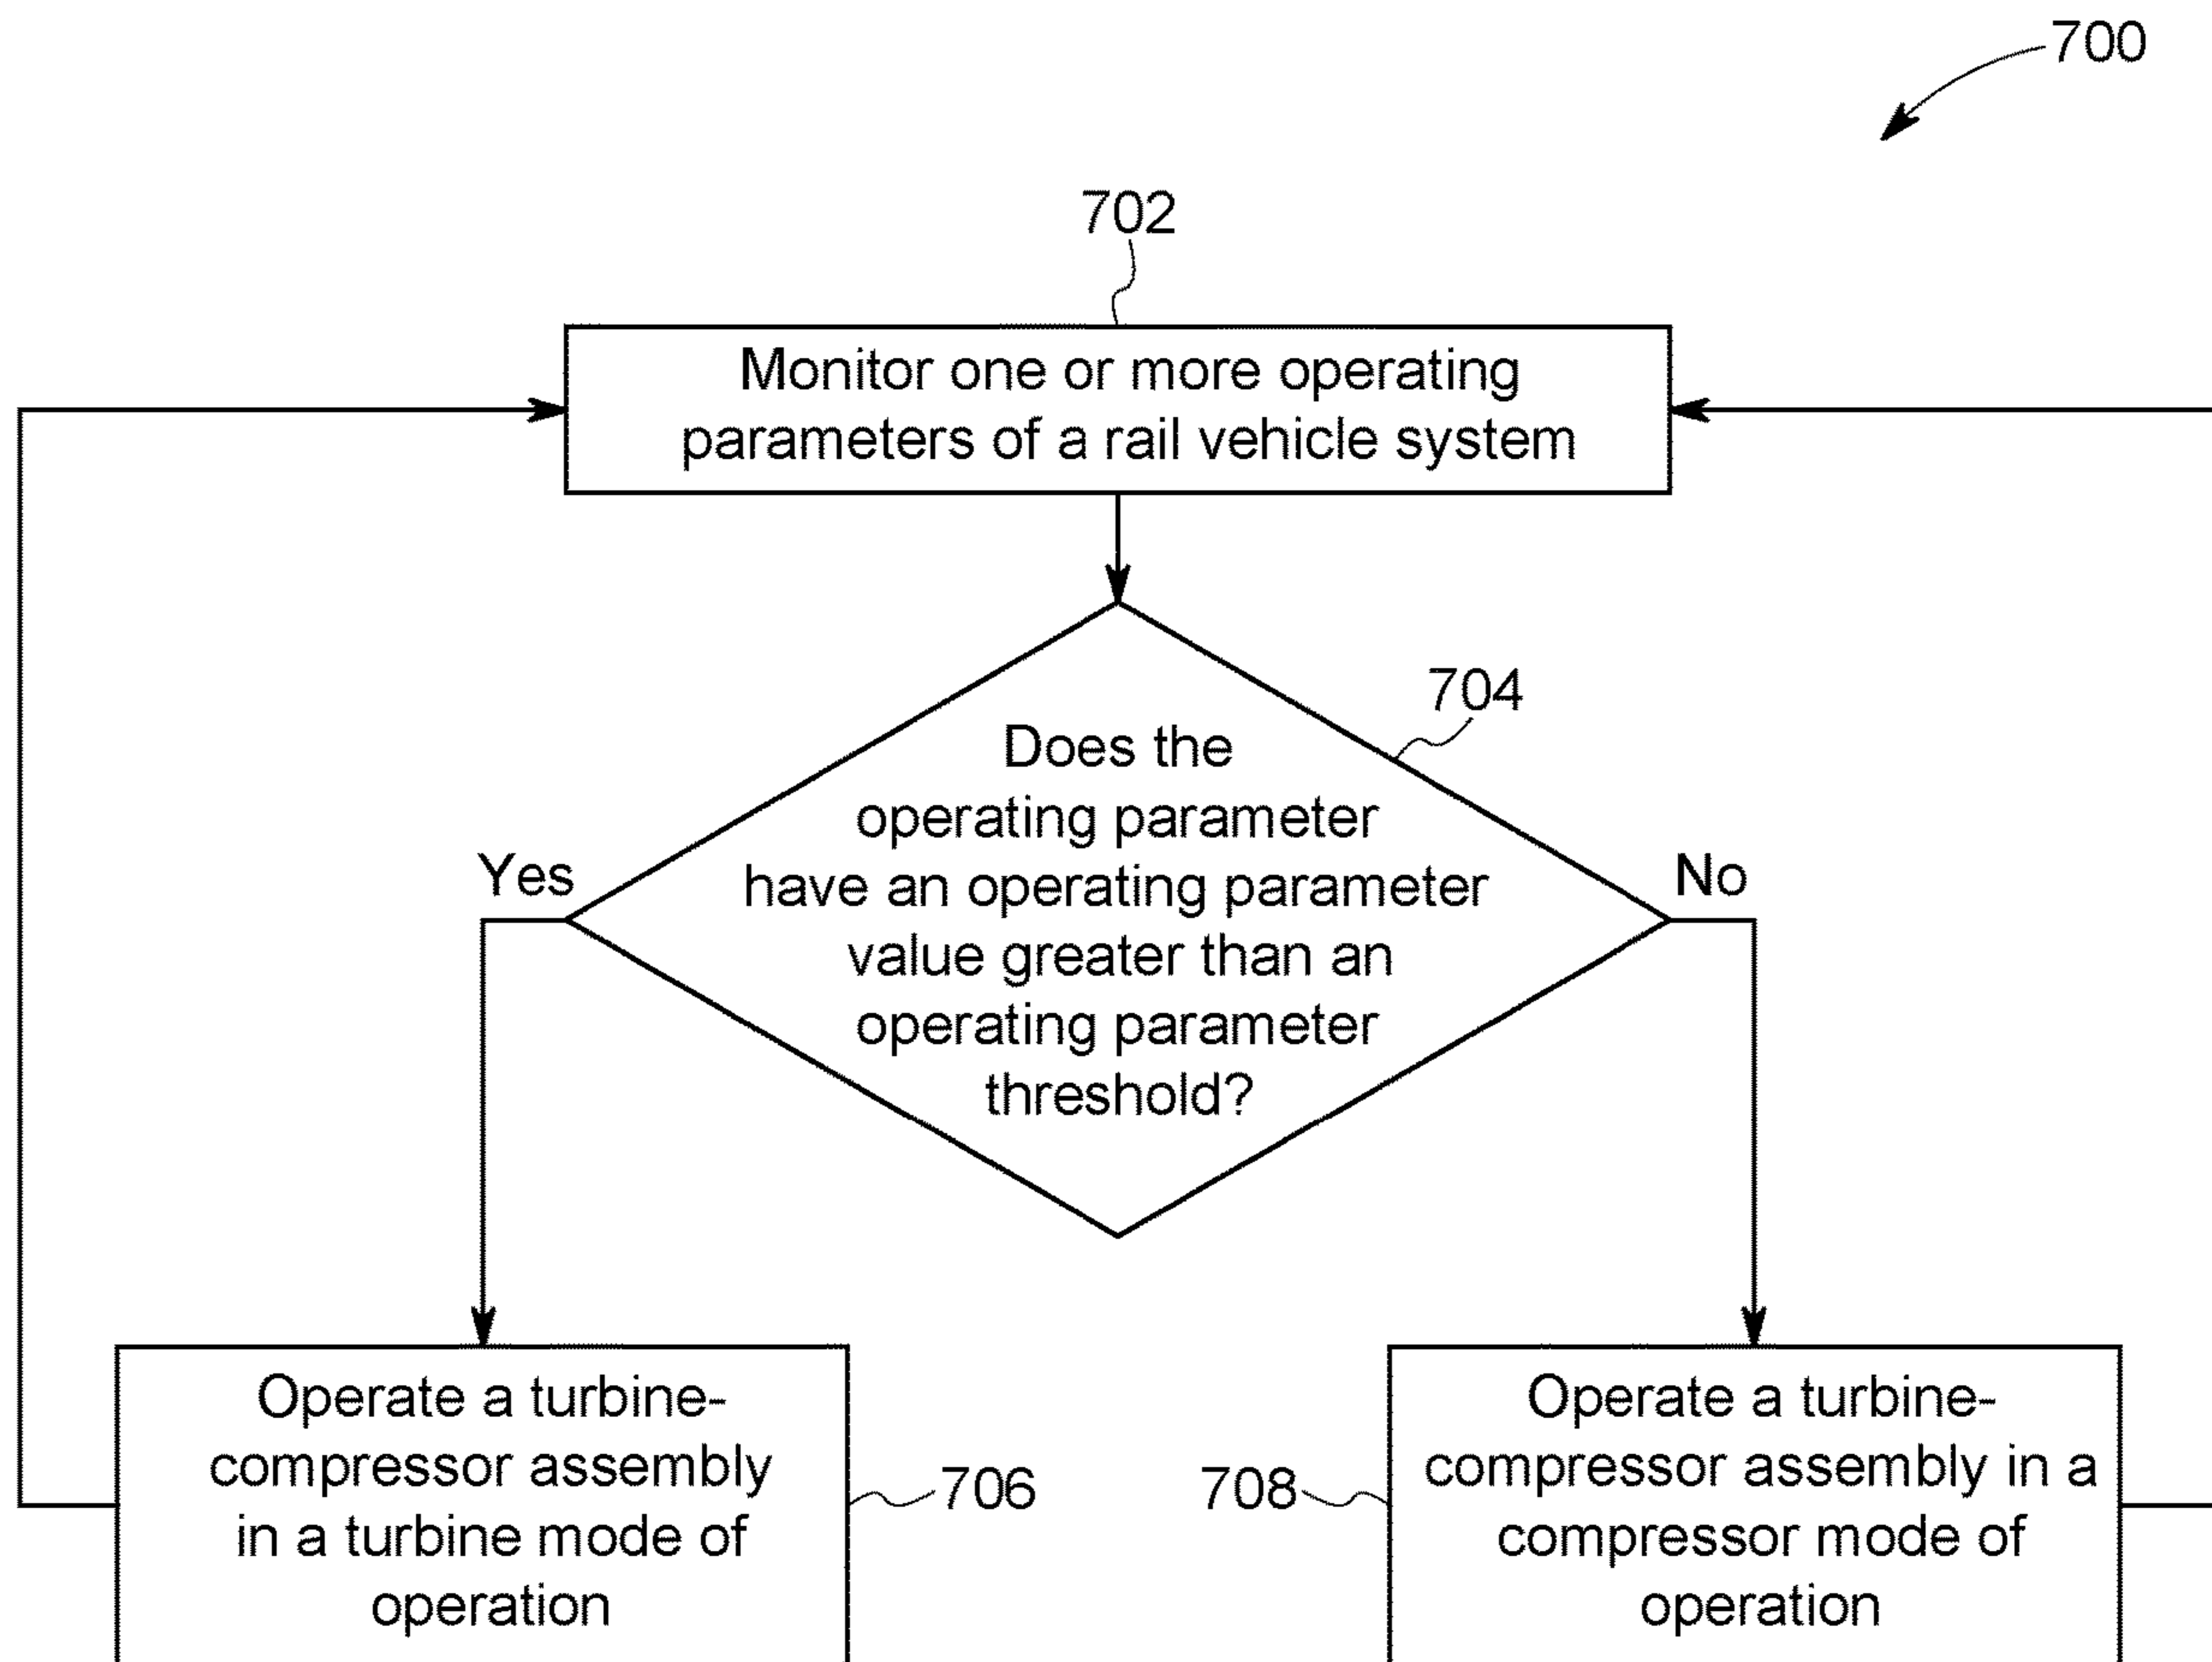 700
702
Monitor one or more operating
parameters of a rail vehicle system
704
Does the
operating parameter
have an operating parameter
value greater than an
operating parameter
threshold?
Yes
No
Operate a turbine-
compressor assembly
in a turbine mode of
operation
706
708
Operate a turbine-
compressor assembly in a
compressor mode of
operation